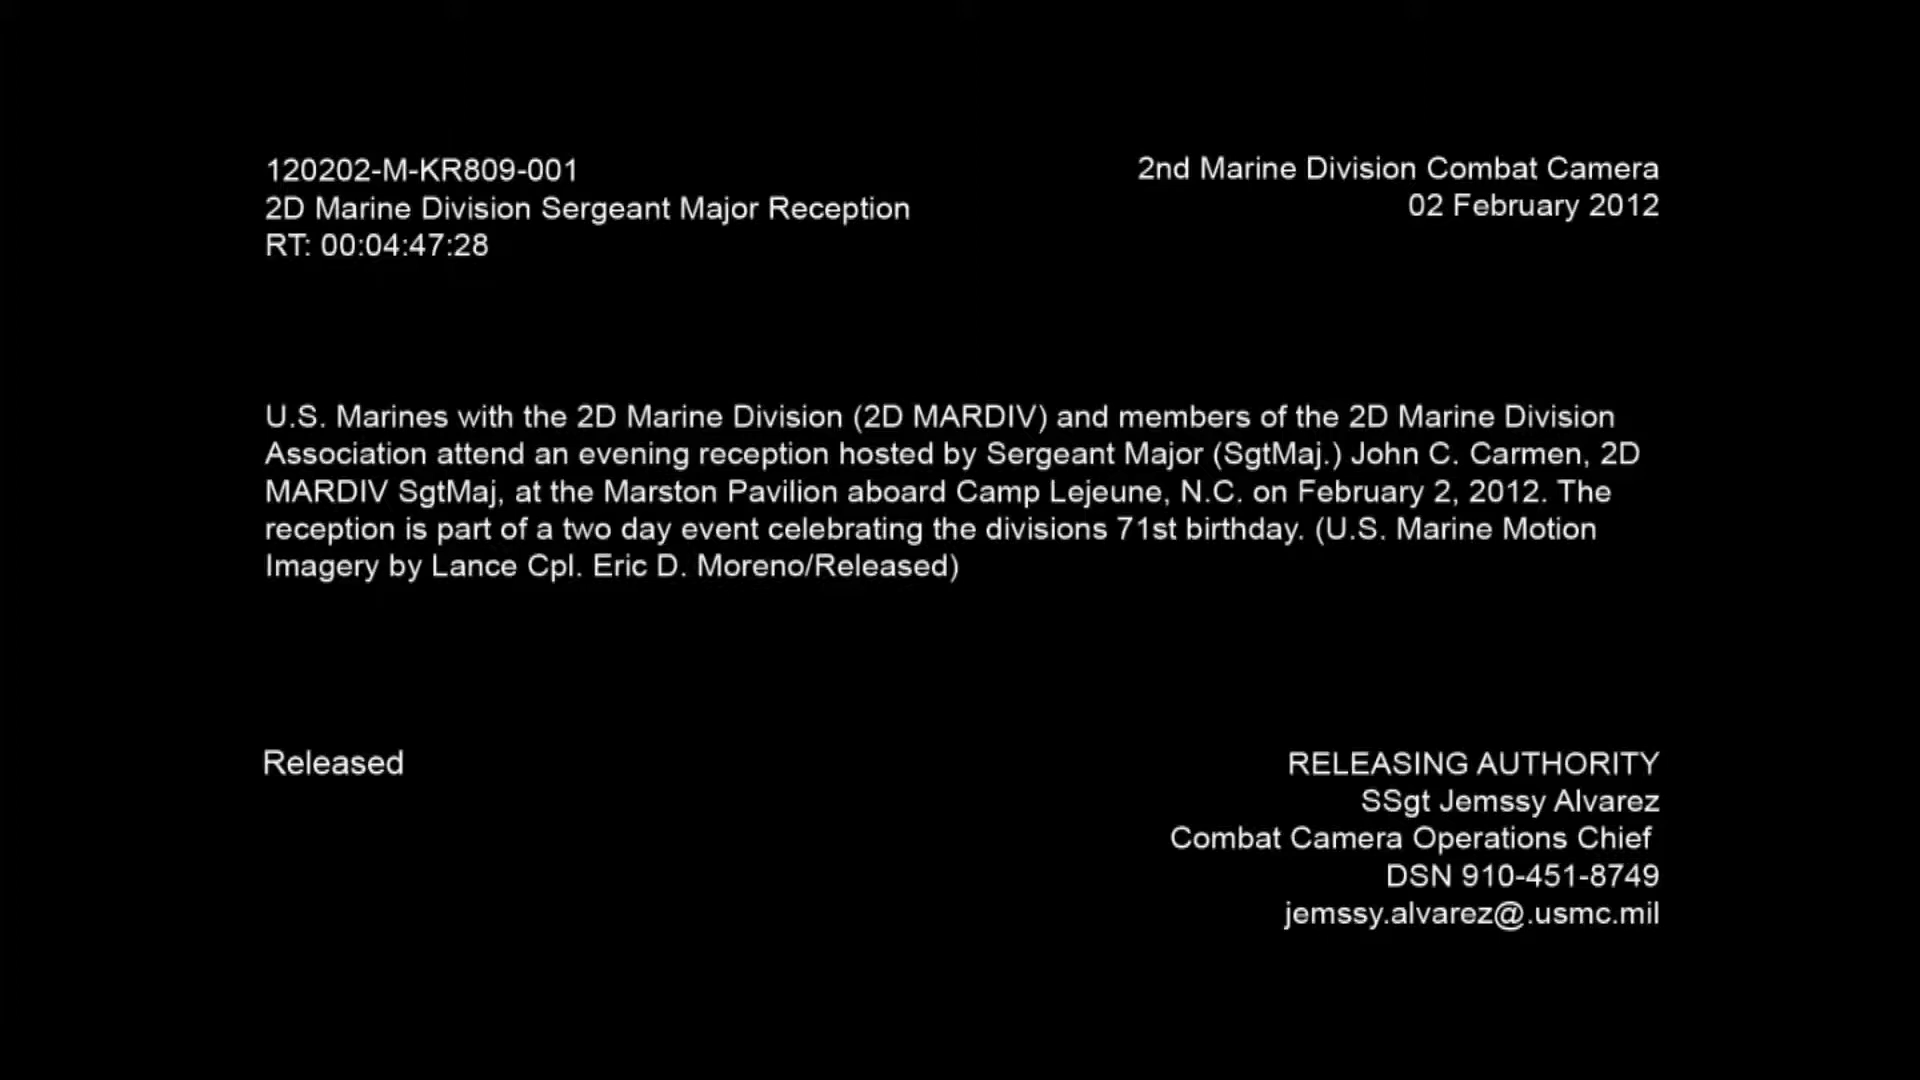 120202-M-KR809-001
2D Marine Division Sergeant Major Reception
RT: 00:04:47:28
2nd Marine Division Combat Camera
02 February 2012
U.S. Marines with the 2D Marine Division (2D MARDIV) and members of the 2D Marine Division
Association attend an evening reception hosted by Sergeant Major (SgtMaj.) John C. Carmen, 2D
MARDIV SgtMaj, at the Marston Pavilion aboard Camp Lejeune, N.C. on February 2, 2012. The
reception is part of a two day event celebrating the divisions 71st birthday. (U.S. Marine Motion
Imagery by Lance Cpl. Eric D. Moreno/Released)
Released
RELEASING AUTHORITY
SSgt Jemssy Alvarez
Combat Camera Operations Chief
DSN 910-451-8749
jemssy.alvarez@.usmc.mil